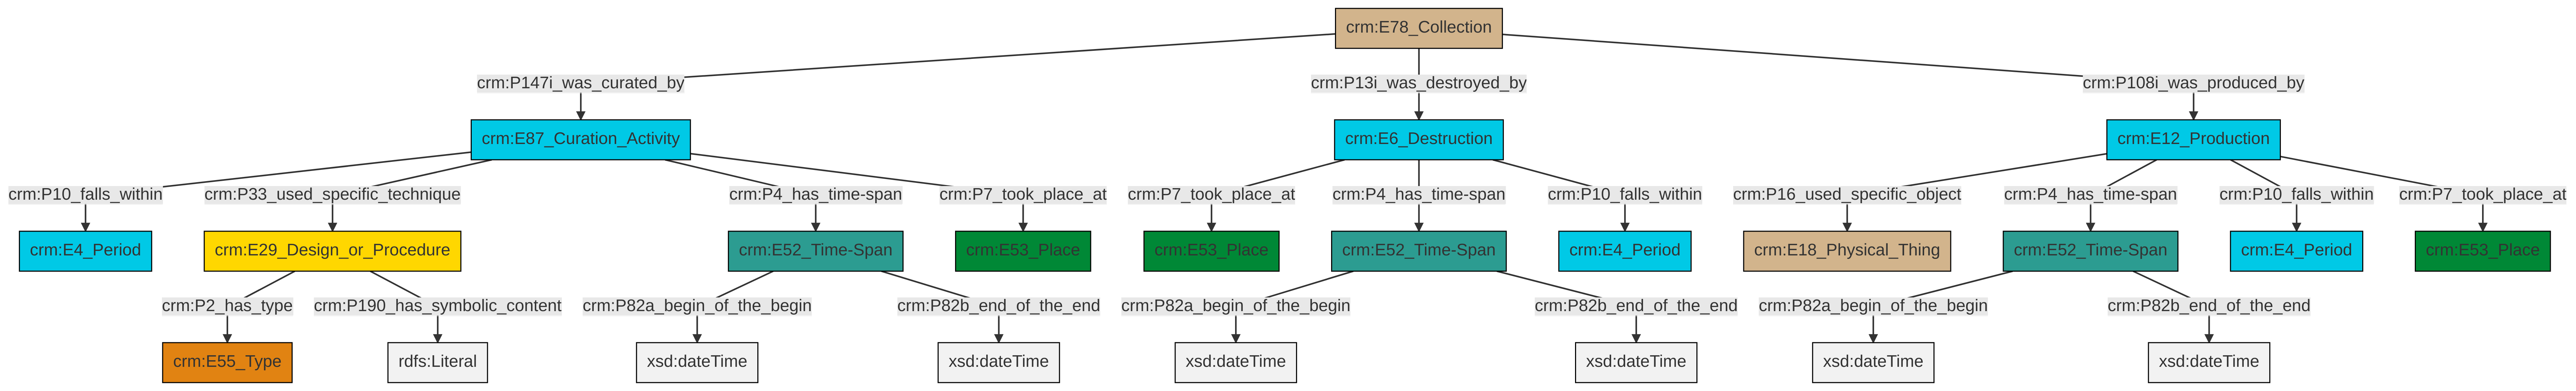 crm:E78_Collection
crm:P147i_was_curated_by
crm:P13i_was_destroyed_by
crm:P108i_was_produced_by
crm:E87_Curation_Activity
crm:E6_Destruction
crm:E12_Production
crm:P10_falls_within
crm:P33_used_specific_technique
crm:P4_has_time-span
crm:P7_took_place_at
crm:P7_took_place_at
crm:P4_has_time-span
crm:P10_falls_within
crm:P16_used_specific_object
crm:P4_has_time-span
crm:P10_falls_within
crm:P7_took_place_at
crm:E4_Period
crm:E29_Design_or_Procedure
crm:E52_Time-Span
crm:E53_Place
crm:E53_Place
crm:E52_Time-Span
crm:E4_Period
crm:E18_Physical_Thing
crm:E52_Time-Span
crm:E4_Period
crm:E53_Place
crm:P2_has_type
crm:P190_has_symbolic_content
crm:P82a_begin_of_the_begin
crm:P82b_end_of_the_end
crm:P82a_begin_of_the_begin
crm:P82b_end_of_the_end
crm:P82a_begin_of_the_begin
crm:P82b_end_of_the_end
crm:E55_Type
rdfs:Literal
xsd:dateTime
xsd:dateTime
xsd:dateTime
xsd:dateTime
xsd:dateTime
xsd:dateTime